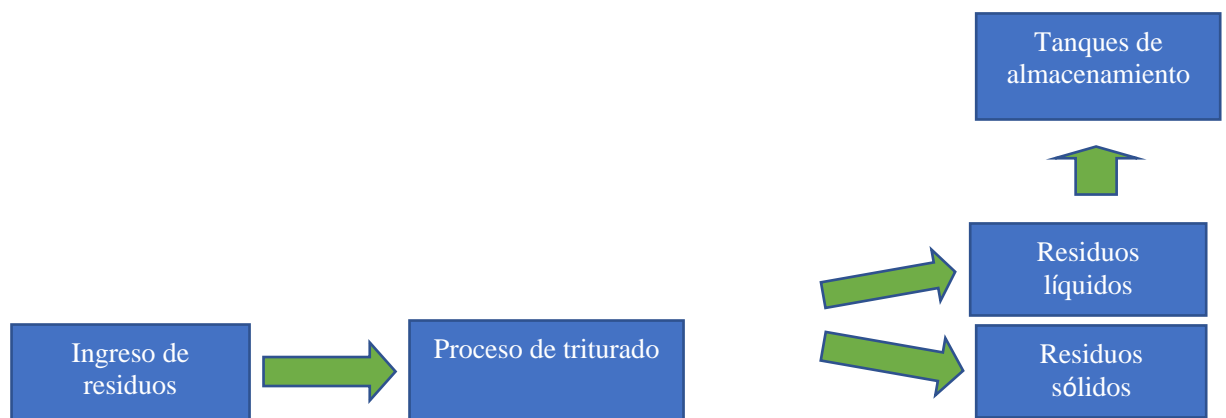 Tanques de
almacenamiento
Residuos
líquidos
Ingreso de
residuos
Proceso de triturado
Residuos
sólidos